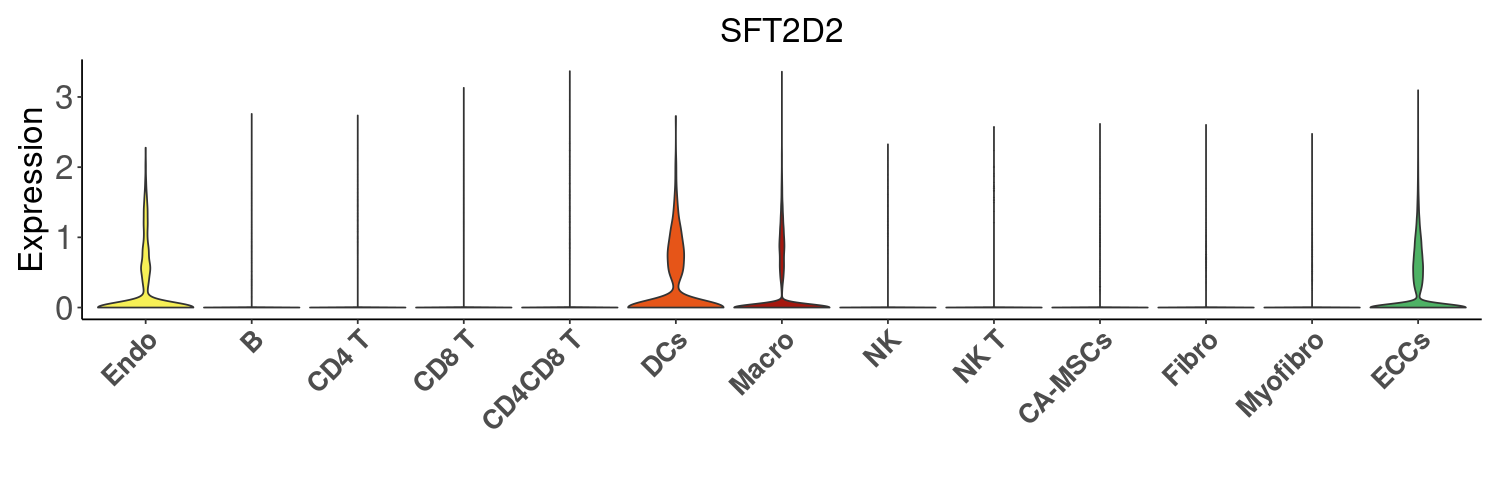 SFT2D2
Expression
3
2
1
0
Endo
B
CD4 T
CD8 T
CD4CD8 T
DCs
Macro
NK
NK T
CA-MSCs
Fibro
Myofibro
ECCs